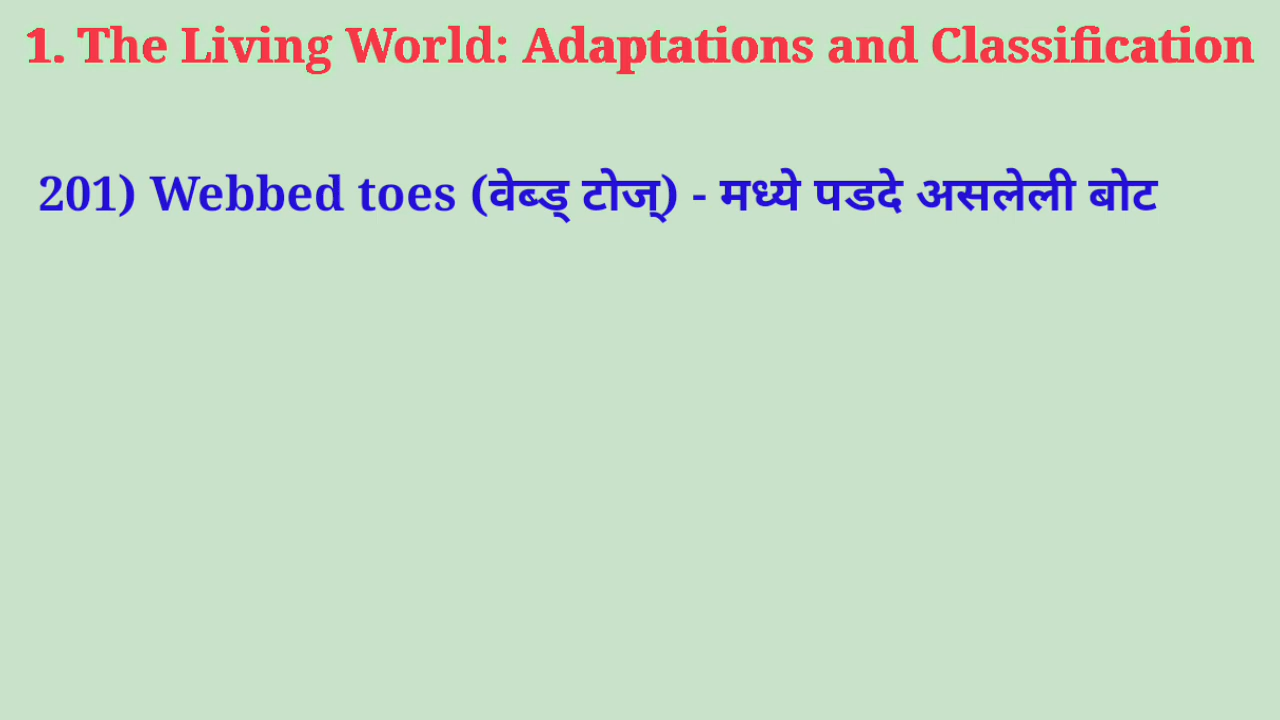 1. The Living World: Adaptations and Classification
201) Webbed toes (वेब्ड् टोज्) - मध्ये पडदे असलेली बोट